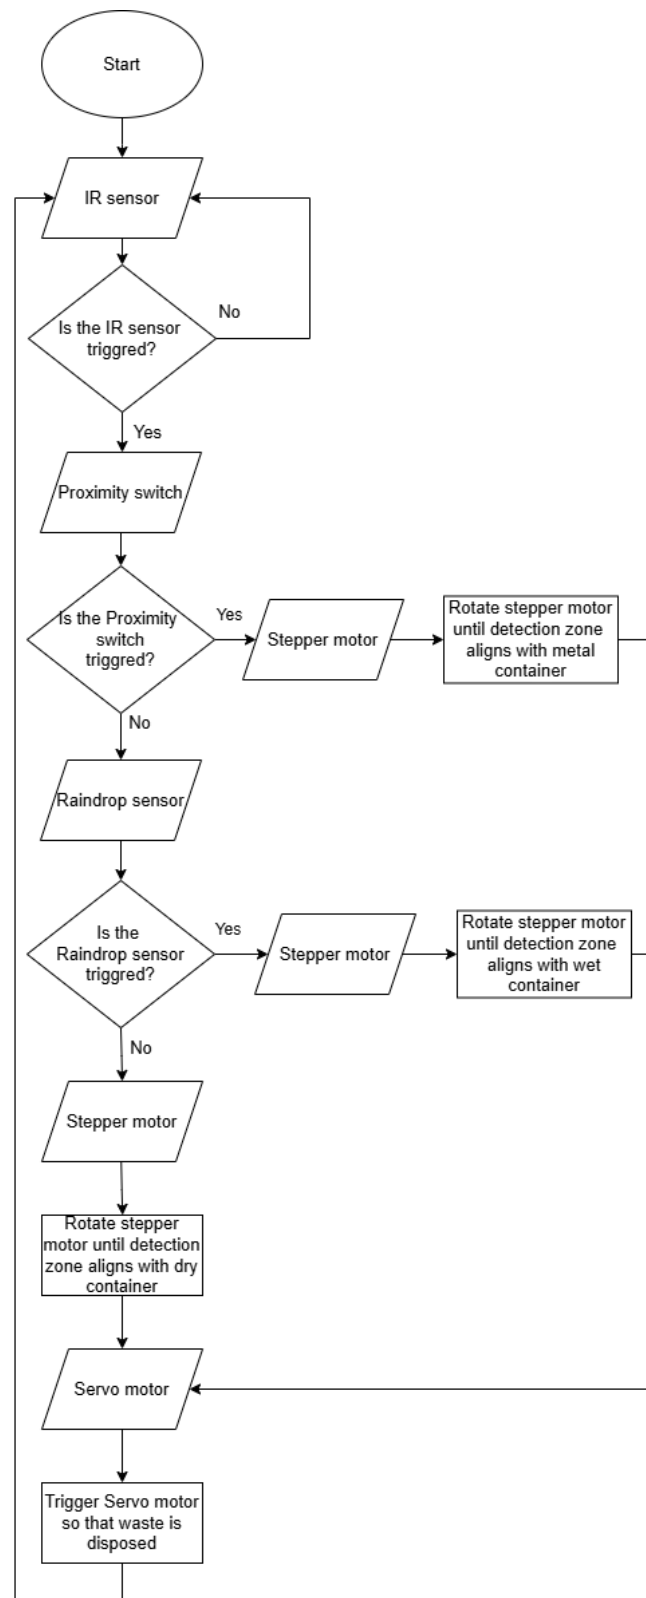 Start
IR sensor
No
Is the IR sensor
triggred?
Yes
Proximity switch
Is the Proximity
switch
triggred?
Yes
Stepper motor
Rotate stepper motor
until detection zone
aligns with metal
container
No
Raindrop sensor
Is the
Raindrop sensor
triggred?
Yes
Stepper motor
Rotate stepper motor
until detection zone
aligns with wet
container
No
Stepper motor
Rotate stepper
motor until detection
zone aligns with dry
container
Servo motor
Trigger Servo motor
so that waste is
disposed